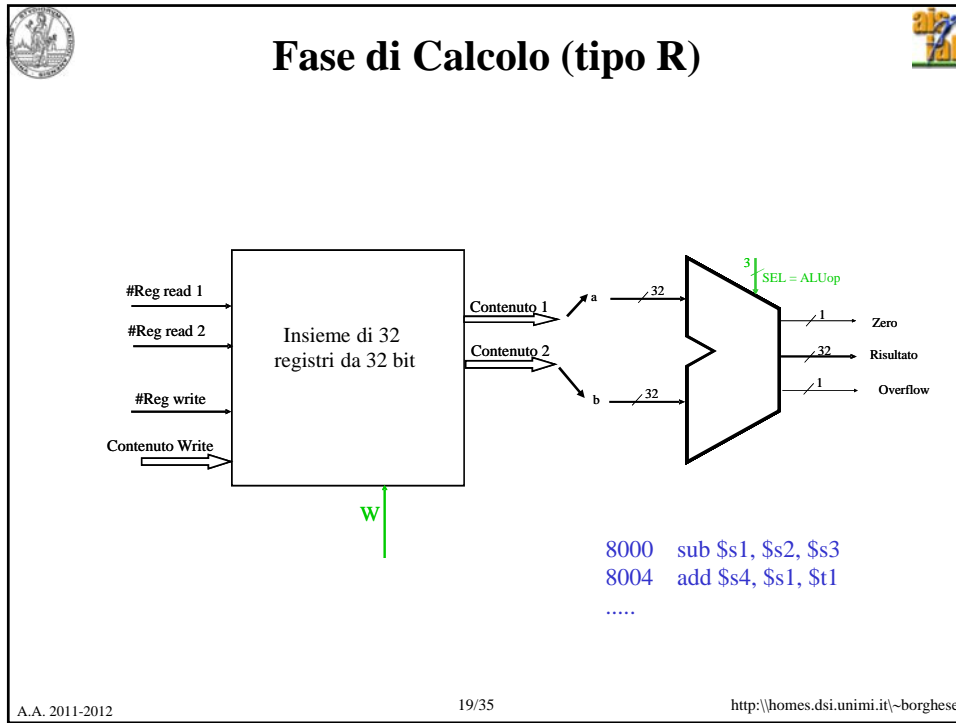 Fase di Calcolo (tipo R)
#Reg read 1
#Reg read 2
#Reg write
Contenuto Write
Insieme di 32
registri da 32 bit
W
Contenuto 1
Contenuto 2
a
b
32
32
3
SEL = ALUop
1
Zero
32
Risultato
1
Overflow
8000 sub $s1, $s2, $s3
8004 add $s4, $s1, $t1
.....
A.A. 2011-2012
19/35
http:\\homes.dsi.unimi.it\~borghese